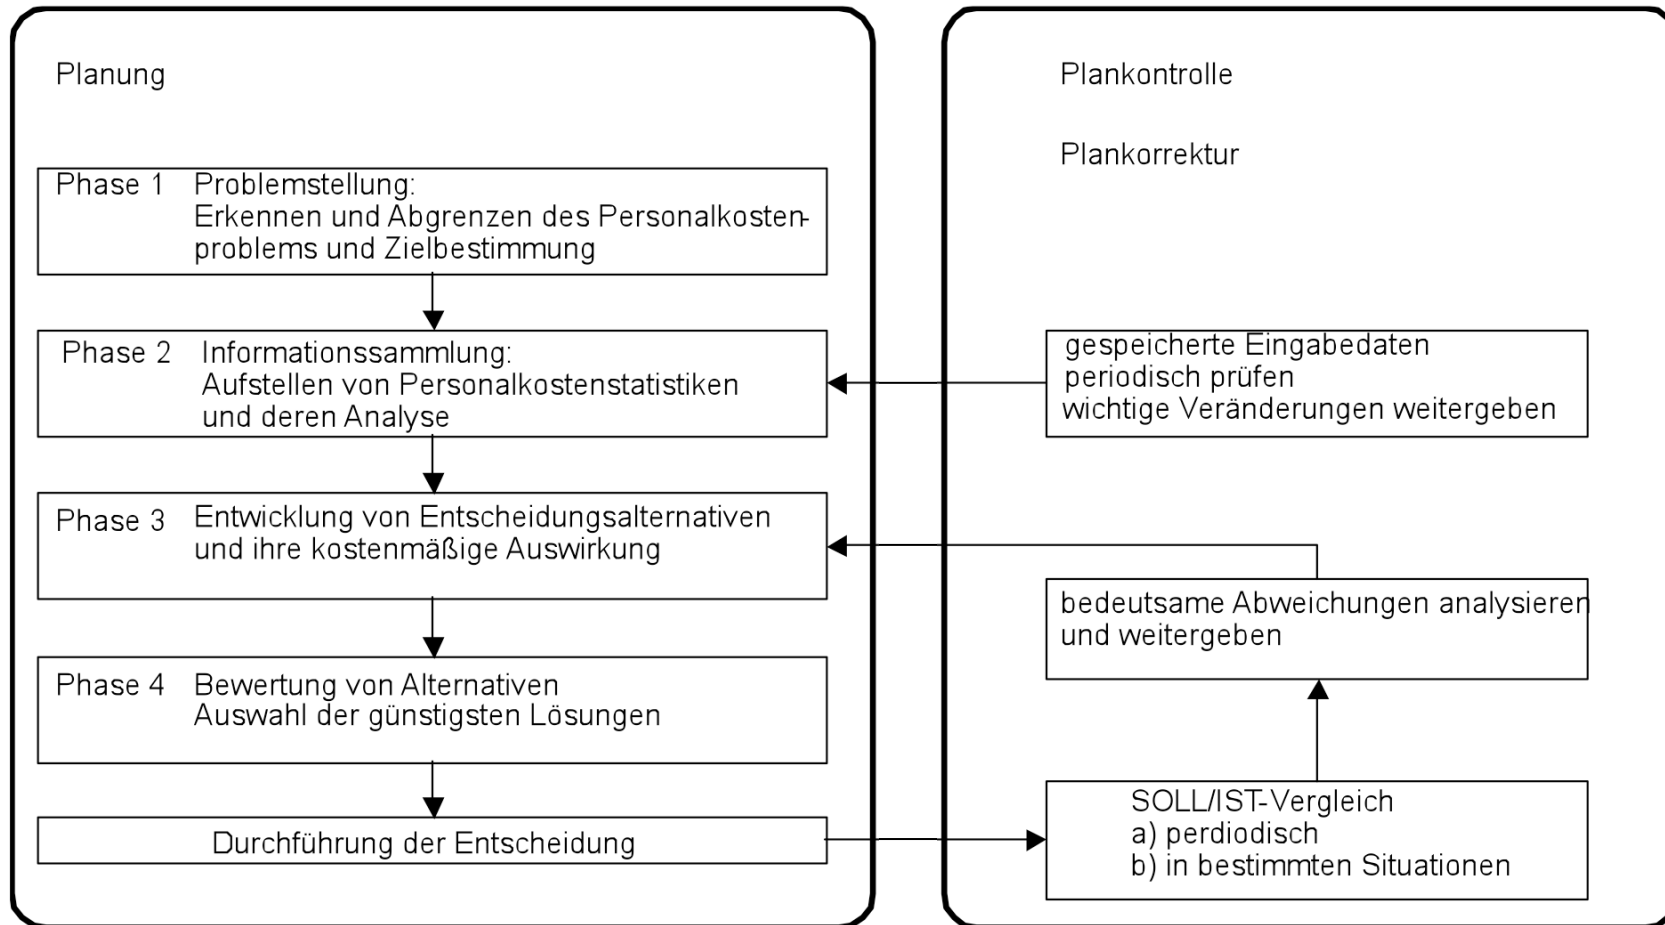 Planung
Phase 1 Problemstellung:
Erkennen und Abgrenzen des Personalkosten-
problems und Zielbestimmung
Phase 2 Informationssammlung:
Aufstellen von Personalkostenstatistiken
und deren Analyse
Phase 3 Entwicklung von Entscheidungsalternativen
und ihre kostenmäßige Auswirkung
Phase 4 Bewertung von Alternativen
Auswahl der günstigsten Lösungen
Durchführung der Entscheidung
Plankontrolle
Plankorrektur
gespeicherte Eingabedaten
periodisch prüfen
wichtige Veränderungen weitergeben
bedeutsame Abweichungen analysieren
und weitergeben
SOLL/IST-Vergleich
a) perdiodisch
b) in bestimmten Situationen